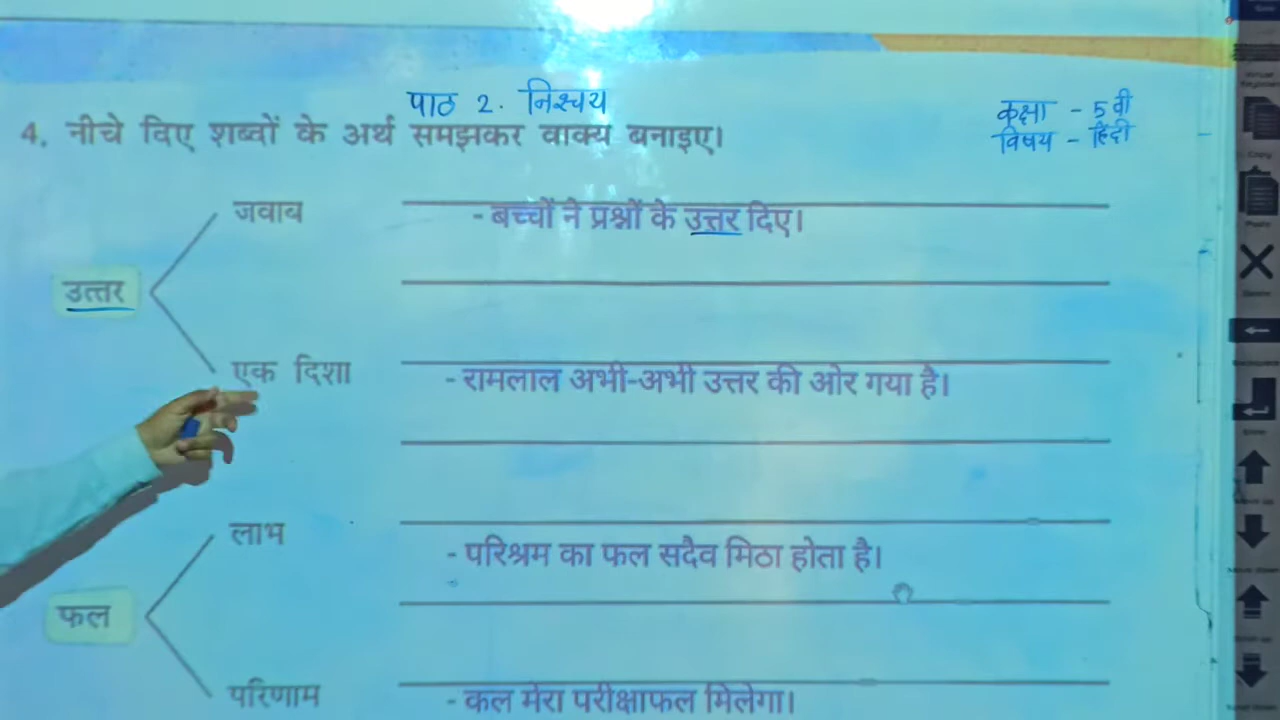 पाठ 2. निश्चय
कक्षा - 5 वी
4. नीचे दिए शब्दों के अर्थ समझकर वाक्य बनाइए।
विषय - हिंदी
जवाब - बच्चों ने प्रश्नों के उत्तर दिए।
उत्तर
एक दिशा - रामलाल अभी-अभी उत्तर की ओर गया है।
लाभ - परिश्रम का फल सदैव मिठा होता है।
फल
परिणाम - कल मेरा परीक्षाफल मिलेगा।